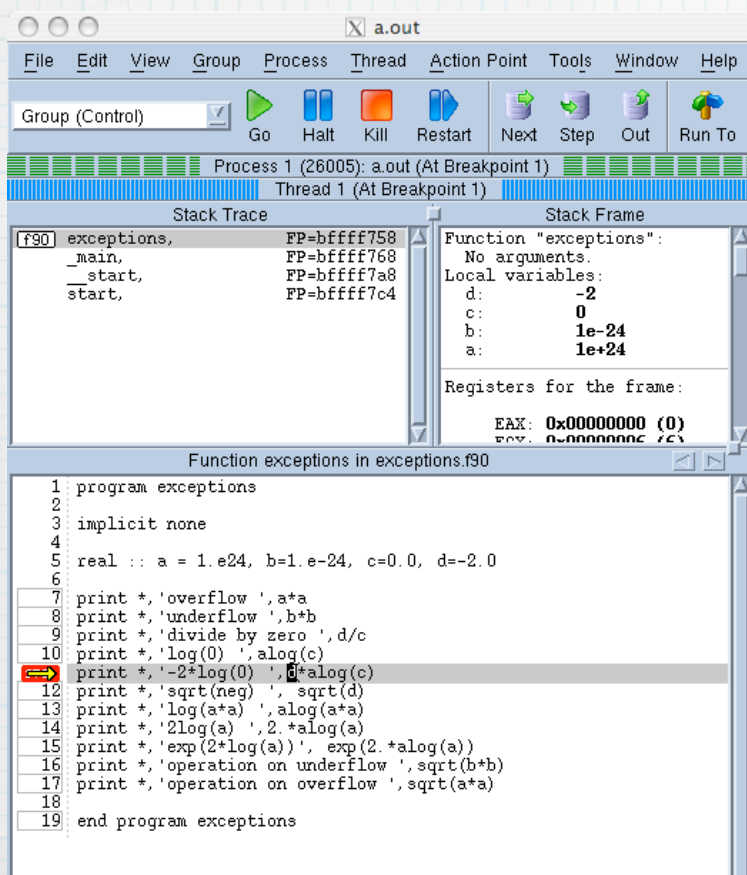 X a.out
File Edit View Group Process Thread Action Point Tools Window Help
Group (Control) Go Halt Kill Restart Next Step Out Run To
Process 1 (26005): a.out (At Breakpoint 1)
Thread 1 (At Breakpoint 1)
Stack Trace
f90 exceptions, FP=bffff758
_main, FP=bffff768
__start, FP=bffff7a8
start, FP=bffff7c4
Stack Frame
Function "exceptions":
No arguments.
Local variables:
d: -2
c: 0
b: 1e-24
a: 1e+24
Registers for the frame:
EAX: 0x00000000 (0)
ECX: 0x00000006 (6)
Function exceptions in exceptions.f90
1 program exceptions
2
3 implicit none
4
5 real :: a = 1.e24, b=1.e-24, c=0.0, d=-2.0
6
7 print *,'overflow ',a*a
8 print *,'underflow ',b*b
9 print *,'divide by zero ',d/c
10 print *,'log(0) ',alog(c)
print *,'-2*log(0) ',d*alog(c)
12 print *,'sqrt(neg) ', sqrt(d)
13 print *,'log(a*a) ',alog(a*a)
14 print *,'2log(a) ',2.*alog(a)
15 print *,'exp(2*log(a))', exp(2.*alog(a))
16 print *,'operation on underflow ',sqrt(b*b)
17 print *,'operation on overflow ',sqrt(a*a)
18
19 end program exceptions